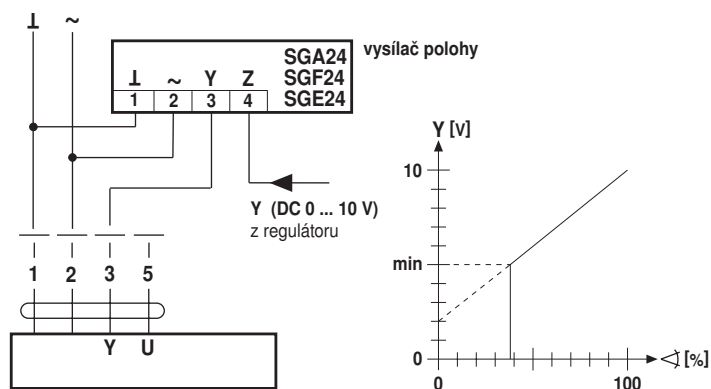 ⊥ ~
SGA24 vysílač polohy
SGF24
SGE24
⊥ ~ Y Z
1 2 3 4
Y (DC 0 ... 10 V)
z regulátoru
1 2 3 5
Y U
Y [V]
10
min
0
0 100
[%]